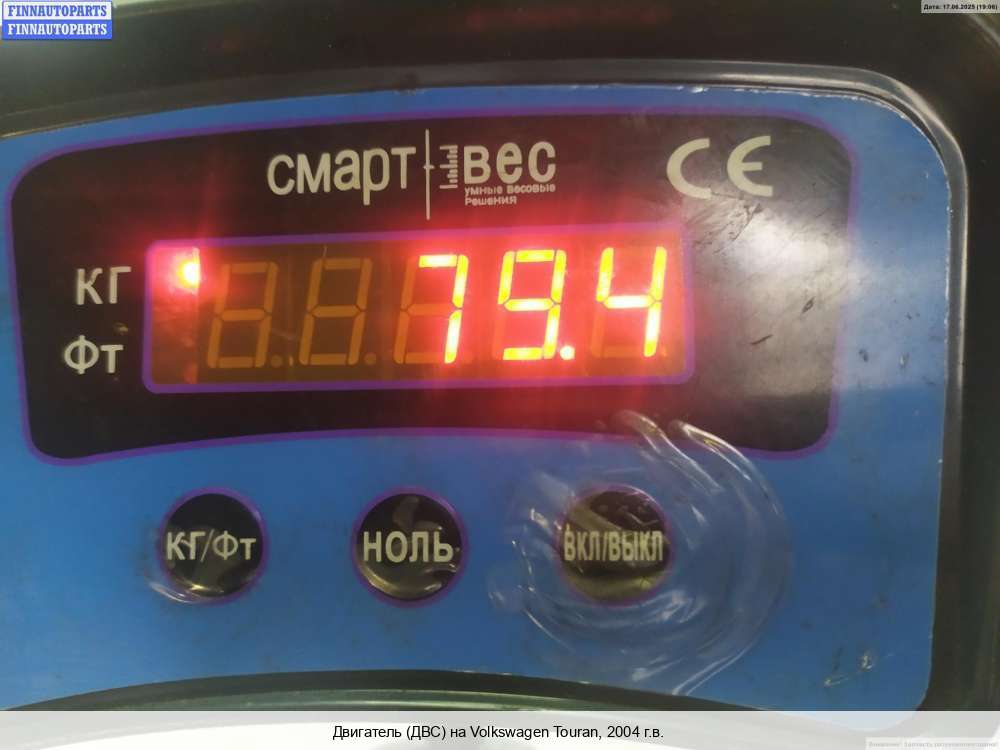 FINNAUTOPARTS
FINNAUTOPARTS
Дата: 17.06.2025 (19:06)
смарт вес
умные весовые
решения
CE
кг
Фт
79.4
КГ/Фт
НОЛЬ
ВКЛ/ВЫКЛ
Двигатель (ДВС) на Volkswagen Touran, 2004 г.в.